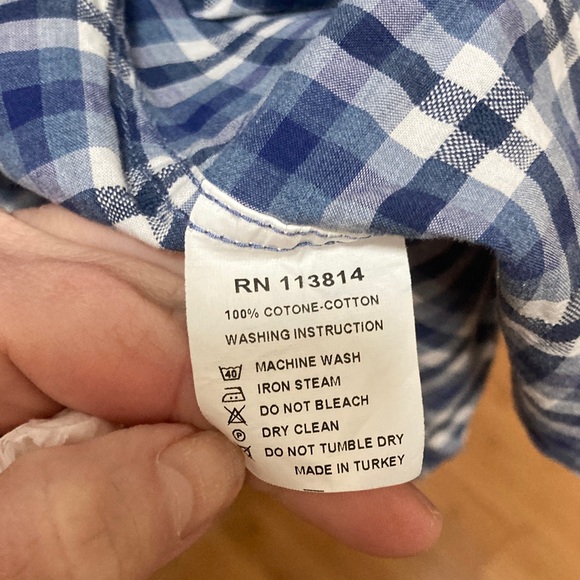 RN 113814
100% COTONE-COTTON
WASHING INSTRUCTION
40 MACHINE WASH
IRON STEAM
DO NOT BLEACH
P DRY CLEAN
DO NOT TUMBLE DRY
MADE IN TURKEY